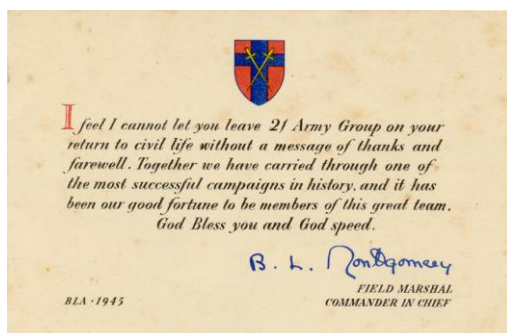 I feel I cannot let you leave 21 Army Group on your
return to civil life without a message of thanks and
farewell. Together we have carried through one of
the most successful campaigns in history, and it has
been our good fortune to be members of this great team.
God Bless you and God speed.
B. L. Montgomery
FIELD MARSHAL
COMMANDER IN CHIEF
BLA · 1945